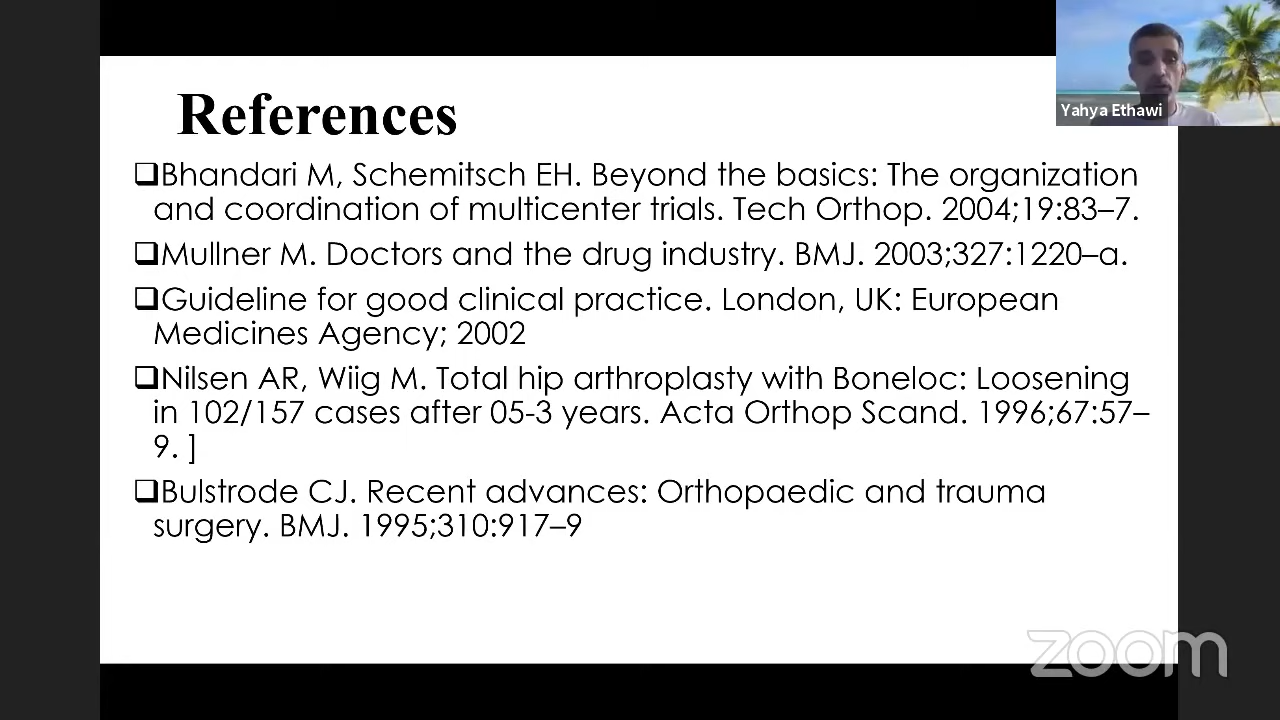 References
Yahya Ethawi
❑Bhandari M, Schemitsch EH. Beyond the basics: The organization
and coordination of multicenter trials. Tech Orthop. 2004;19:83–7.
❑Mullner M. Doctors and the drug industry. BMJ. 2003;327:1220–a.
❑Guideline for good clinical practice. London, UK: European
Medicines Agency; 2002
❑Nilsen AR, Wiig M. Total hip arthroplasty with Boneloc: Loosening
in 102/157 cases after 05-3 years. Acta Orthop Scand. 1996;67:57–
9. ]
❑Bulstrode CJ. Recent advances: Orthopaedic and trauma
surgery. BMJ. 1995;310:917–9
zoom